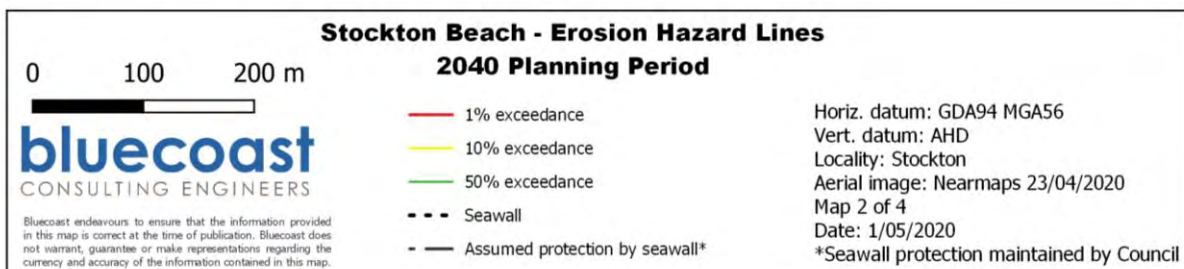 Stockton Beach - Erosion Hazard Lines
2040 Planning Period
0 100 200 m
bluecoast
CONSULTING ENGINEERS
Bluecoast endeavours to ensure that the information provided
in this map is correct at the time of publication. Bluecoast does
not warrant, guarantee or make representations regarding the
currency and accuracy of the information contained in this map.
1% exceedance
10% exceedance
50% exceedance
Seawall
Assumed protection by seawall*
Horiz. datum: GDA94 MGA56
Vert. datum: AHD
Locality: Stockton
Aerial image: Nearmaps 23/04/2020
Map 2 of 4
Date: 1/05/2020
*Seawall protection maintained by Council